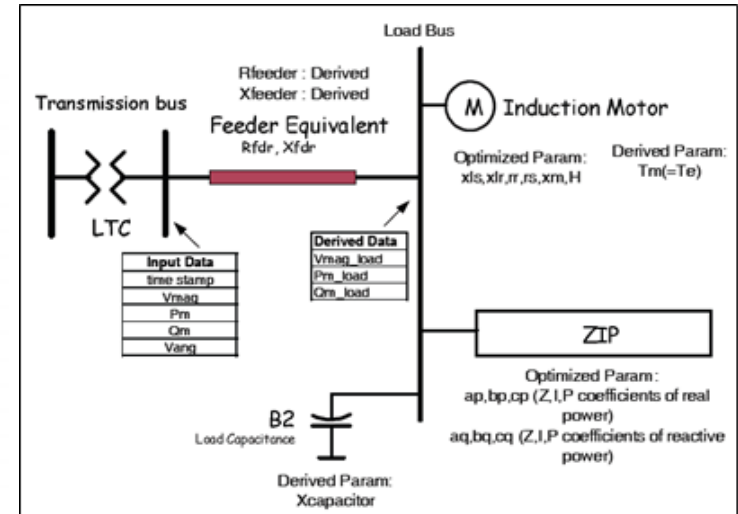 Load Bus
Rfeeder : Derived
Xfeeder : Derived
Transmission bus
Feeder Equivalent
Rfdr, Xfdr
M
Induction Motor
Optimized Param:
xls,xlr,rr,rs,xm,H
Derived Param:
Tm(=Te)
LTC
Input Data
time stamp
Vmag
Pm
Qm
Vang
Derived Data
Vmag_load
Pm_load
Qm_load
ZIP
Optimized Param:
ap,bp,cp (Z,I,P coefficients of real
power)
aq,bq,cq (Z,I,P coefficients of reactive
power)
B2
Load Capacitance
Derived Param:
Xcapacitor